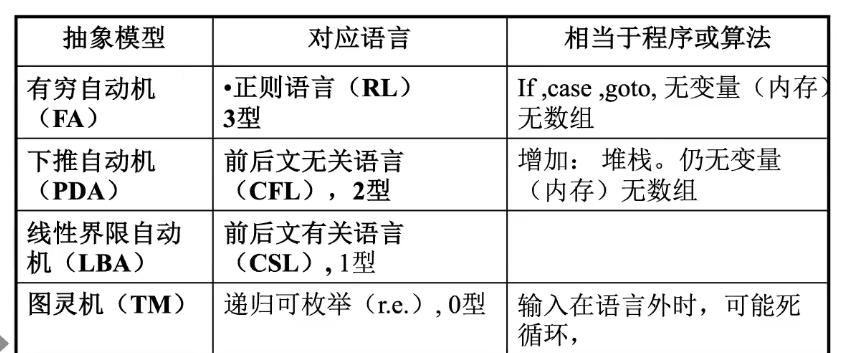 抽象模型 对应语言 相当于程序或算法
有穷自动机 •正则语言（RL） If ,case ,goto, 无变量（内存）
（FA） 3型 无数组
下推自动机 前后文无关语言 增加： 堆栈。仍无变量
（PDA） （CFL），2型 （内存）无数组
线性界限自动 前后文有关语言
机（LBA） （CSL）, 1型
图灵机（TM） 递归可枚举（r.e.）, 0型 输入在语言外时，可能死
循环，